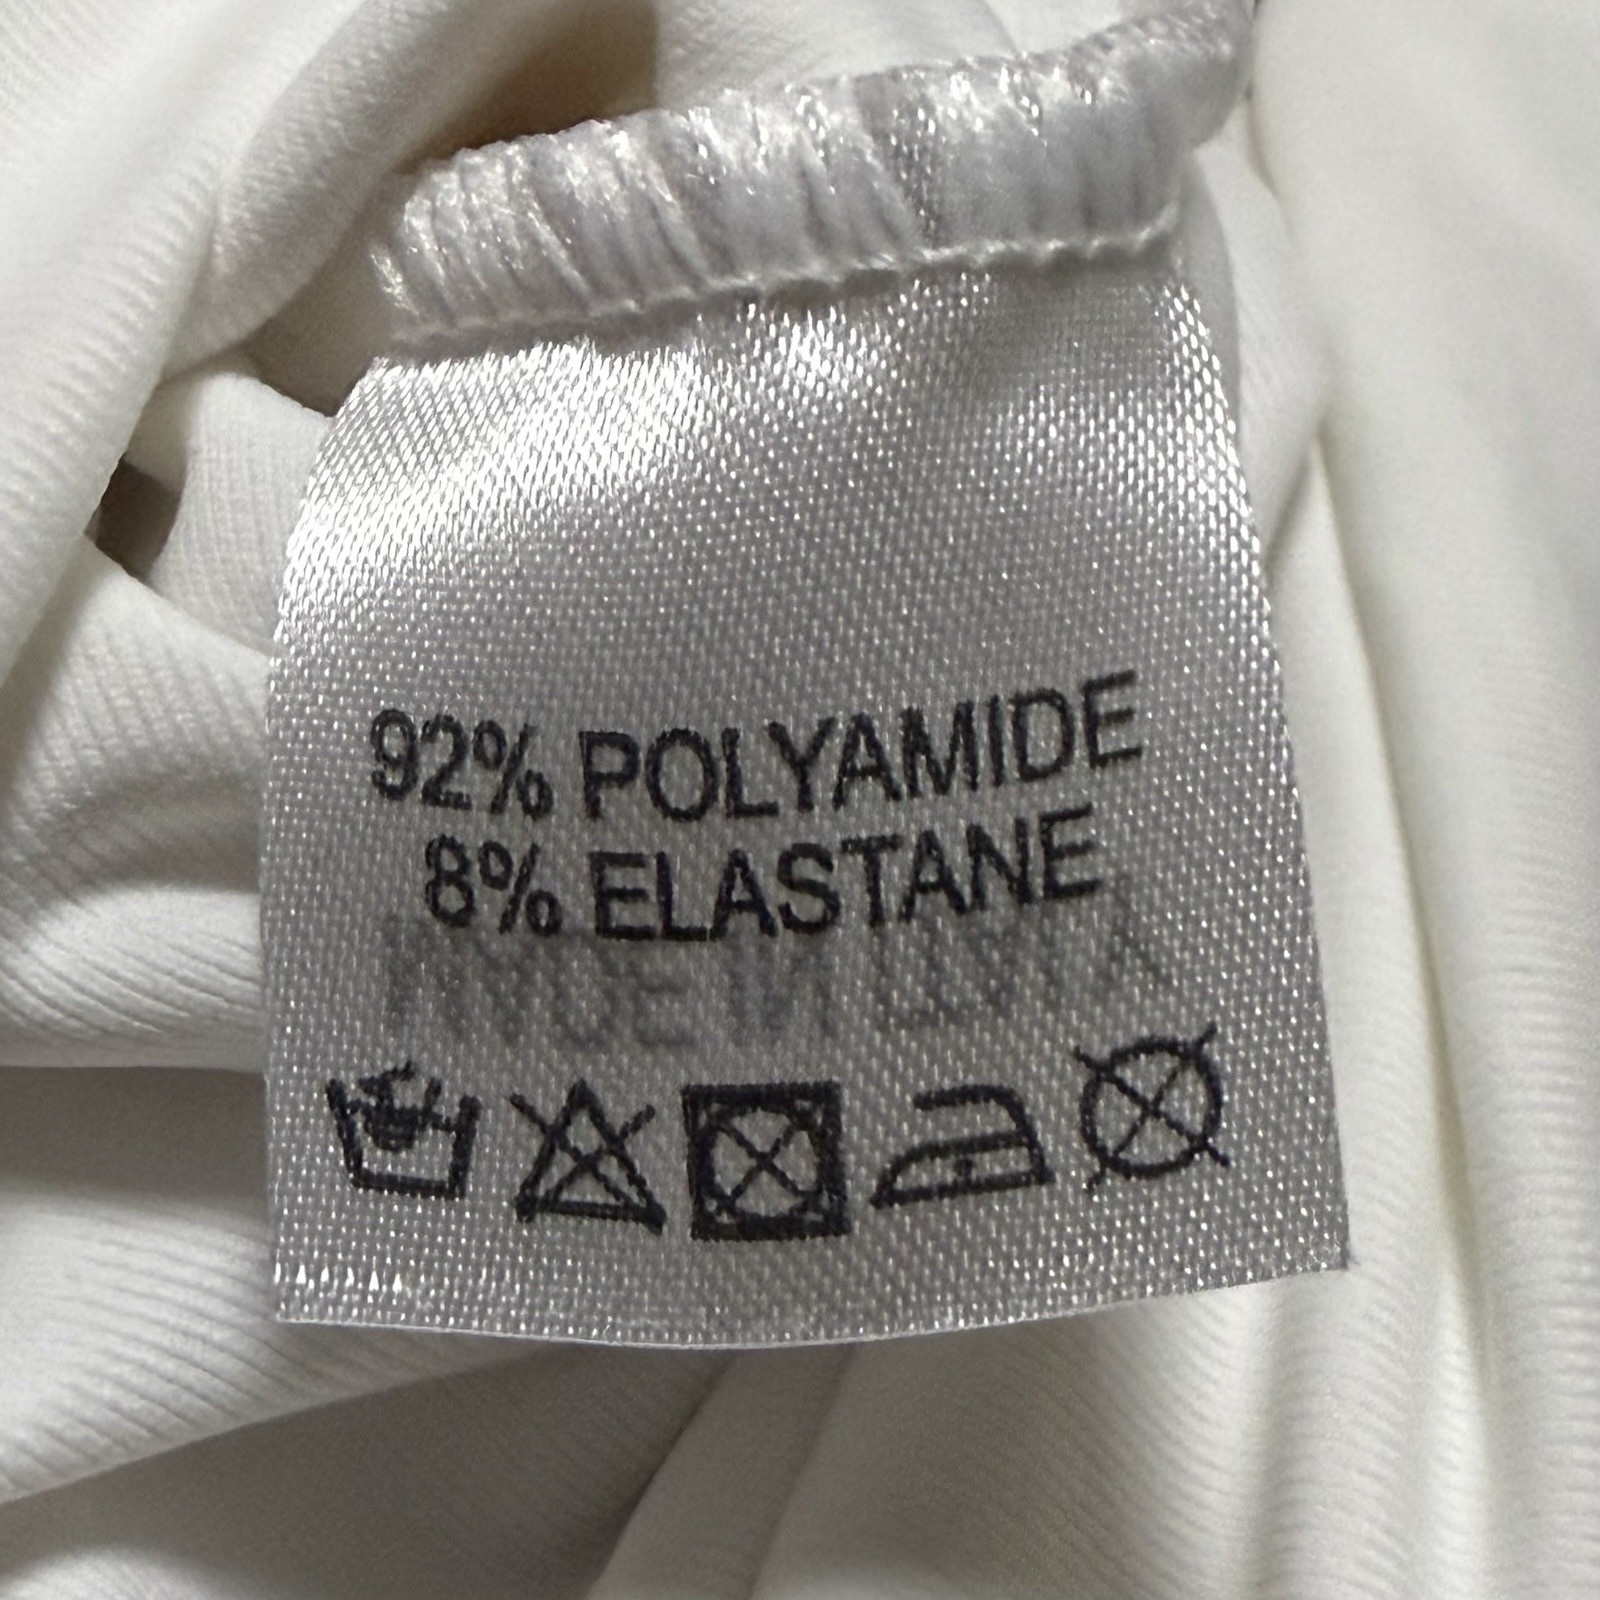 92% POLYAMIDE
8% ELASTANE